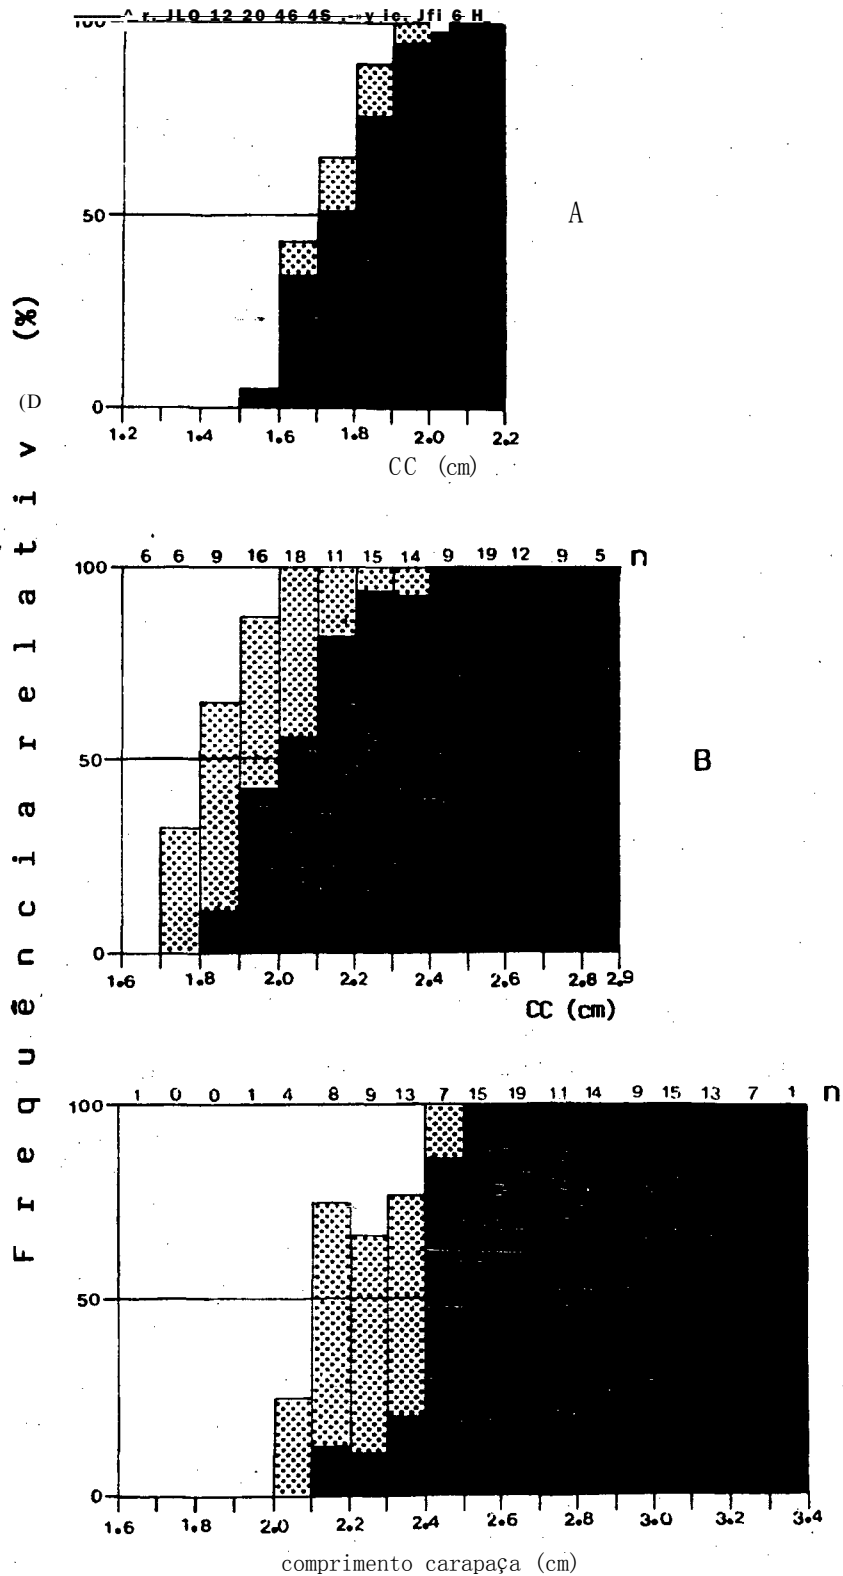 12 20 46 4S
100
50
0
1.2 1.4 1.6 1.8 2.0 2.2
CC (cm)
A
Frequência relativ (%)
(D
6 6 9 16 18 11 15 14 9 19 12 9 5 n
100
50
0
1.6 1.8 2.0 2.2 2.4 2.6 2.8 2.9
CC (cm)
B
1 0 0 1 4 8 9 13 7 15 19 11 14 9 15 13 7 1 n
100
50
0
1.6 1.8 2.0 2.2 2.4 2.6 2.8 3.0 3.2 3.4
comprimento carapaça (cm)